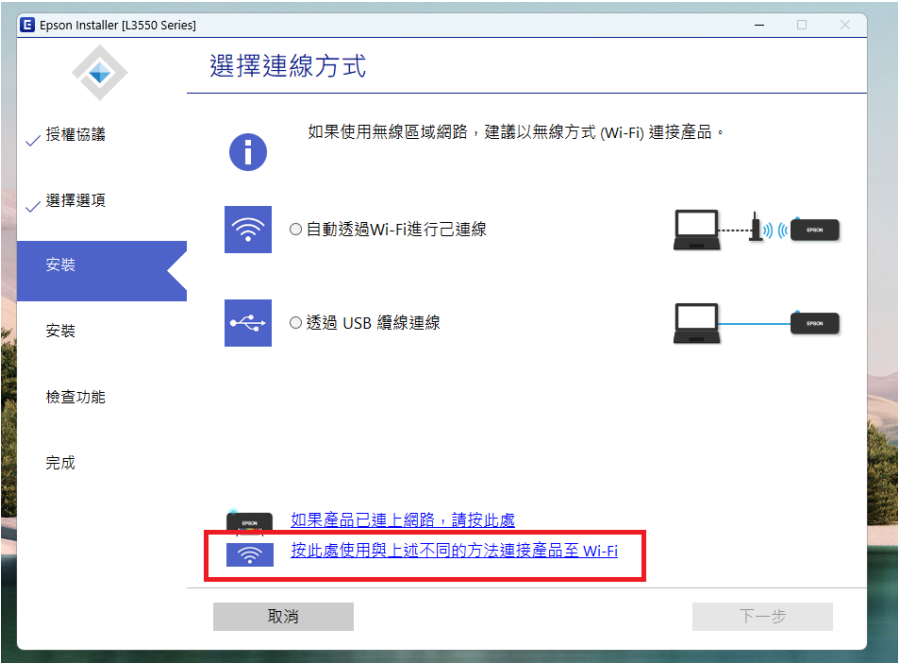 Epson Installer [L3550 Series]
選擇連線方式
授權協議
選擇選項
安裝
安裝
檢查功能
完成
如果使用無線區域網路，建議以無線方式 (Wi-Fi) 連接產品。
自動透過Wi-Fi進行己連線
EPSON
透過 USB 纜線連線
EPSON
EPSON
如果產品已連上網路，請按此處
按此處使用與上述不同的方法連接產品至 Wi-Fi
取消
下一步